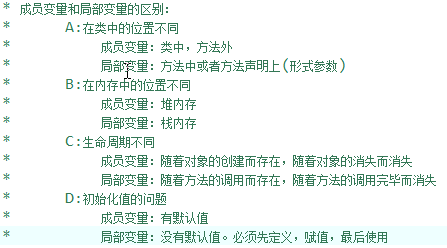 * 成员变量和局部变量的区别:
* A:在类中的位置不同
* 成员变量: 类中, 方法外
* 局部变量: 方法中或者方法声明上(形式参数)
* B:在内存中的位置不同
* 成员变量: 堆内存
* 局部变量: 栈内存
* C:生命周期不同
* 成员变量: 随着对象的创建而存在, 随着对象的消失而消失
* 局部变量: 随着方法的调用而存在, 随着方法的调用完毕而消失
* D:初始化值的问题
* 成员变量: 有默认值
* 局部变量: 没有默认值。必须先定义, 赋值, 最后使用